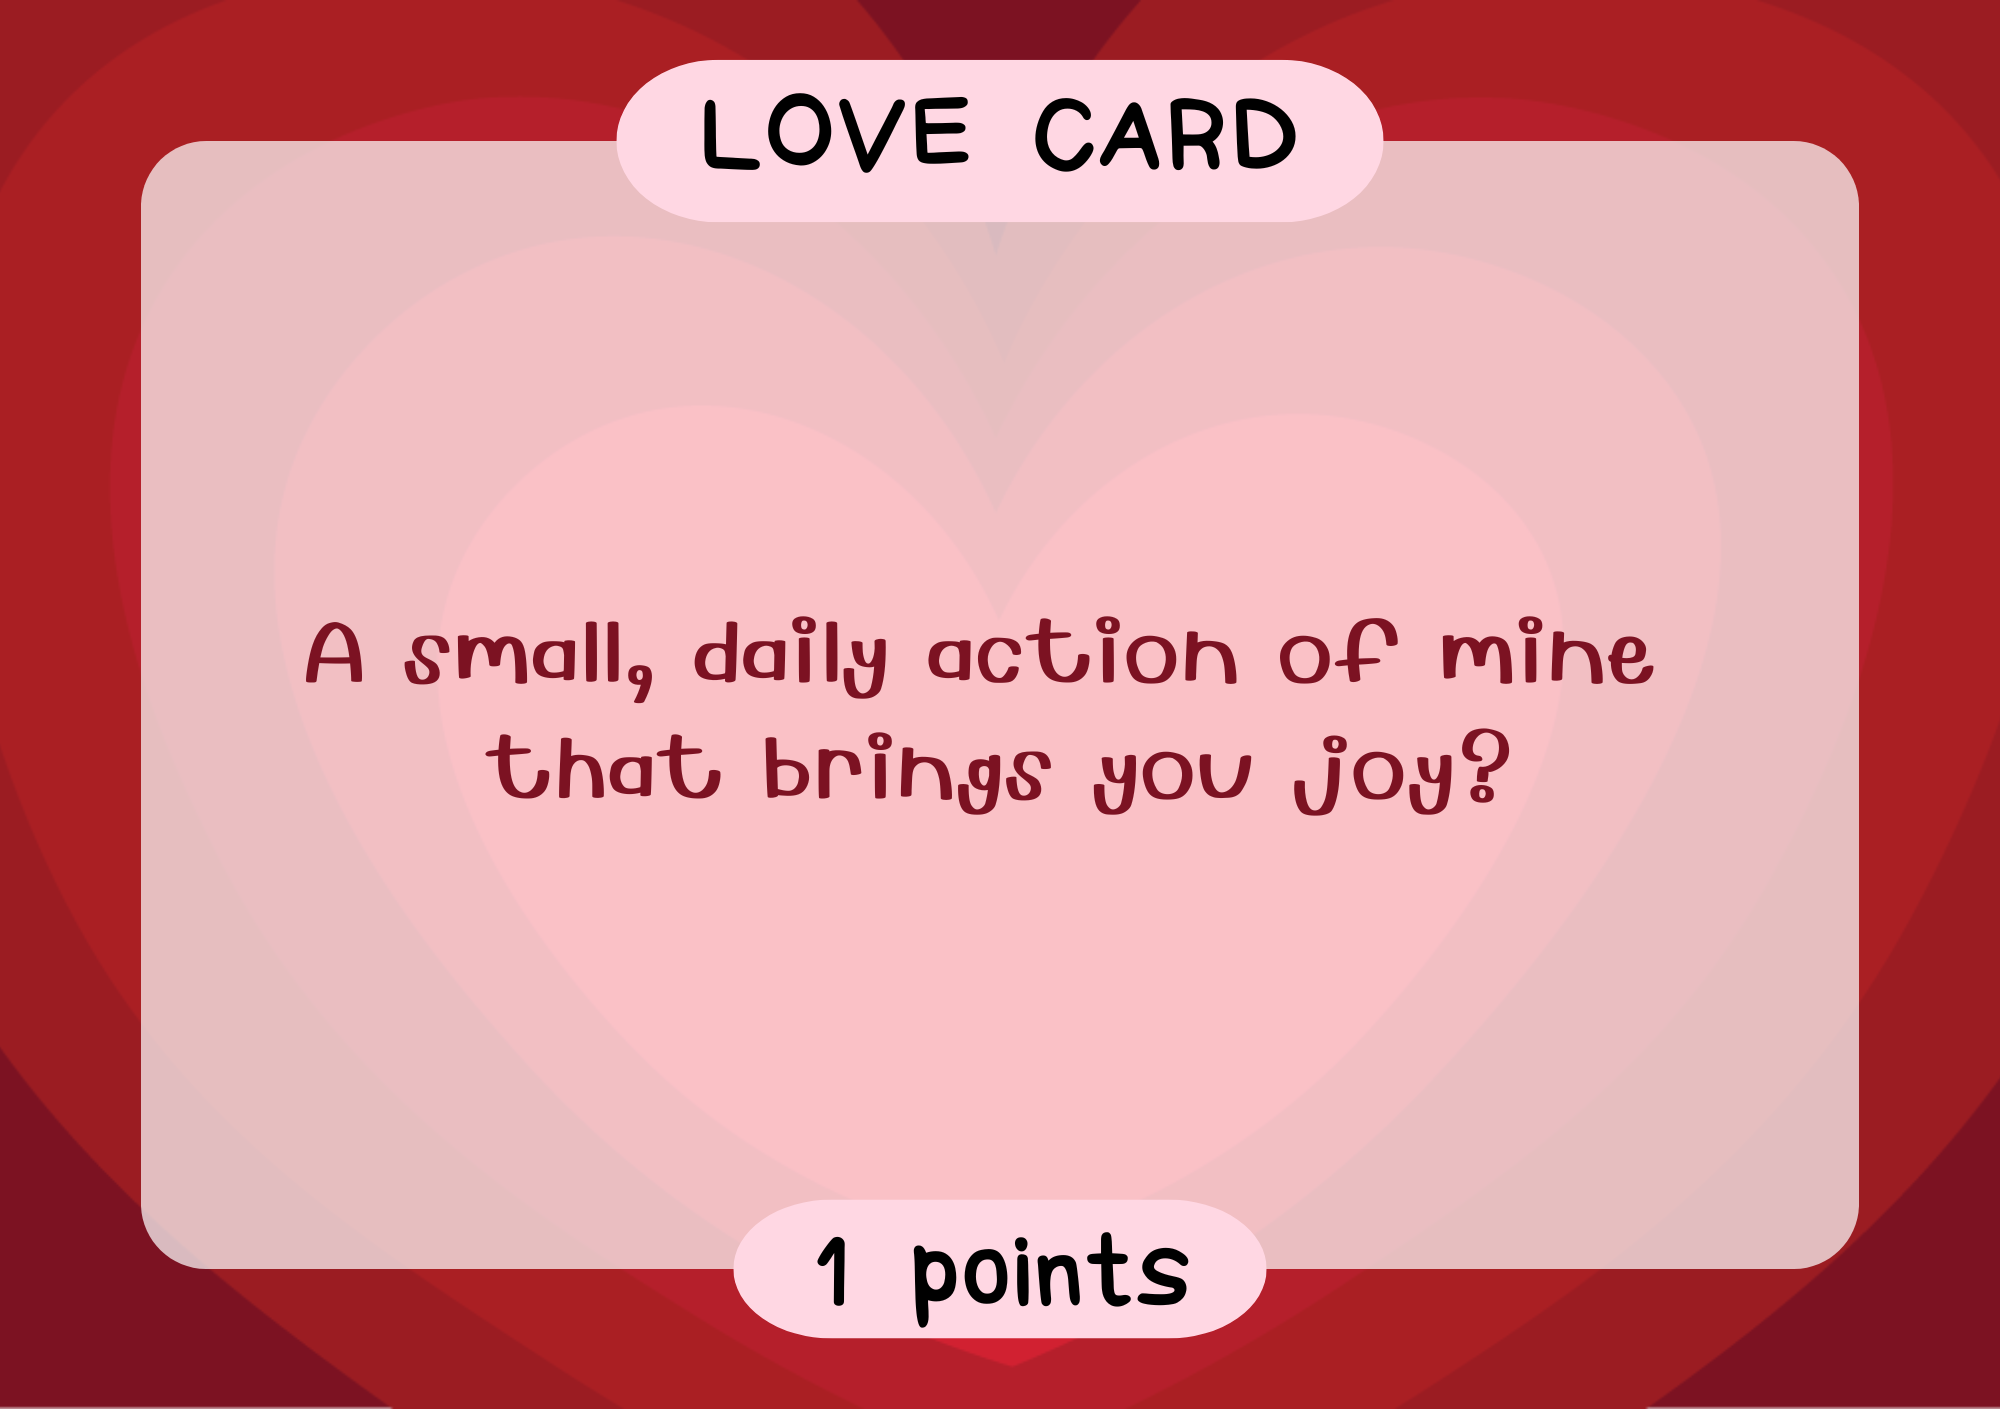 LOVE CARD
A small, daily action of mine
that brings you joy?
1 points